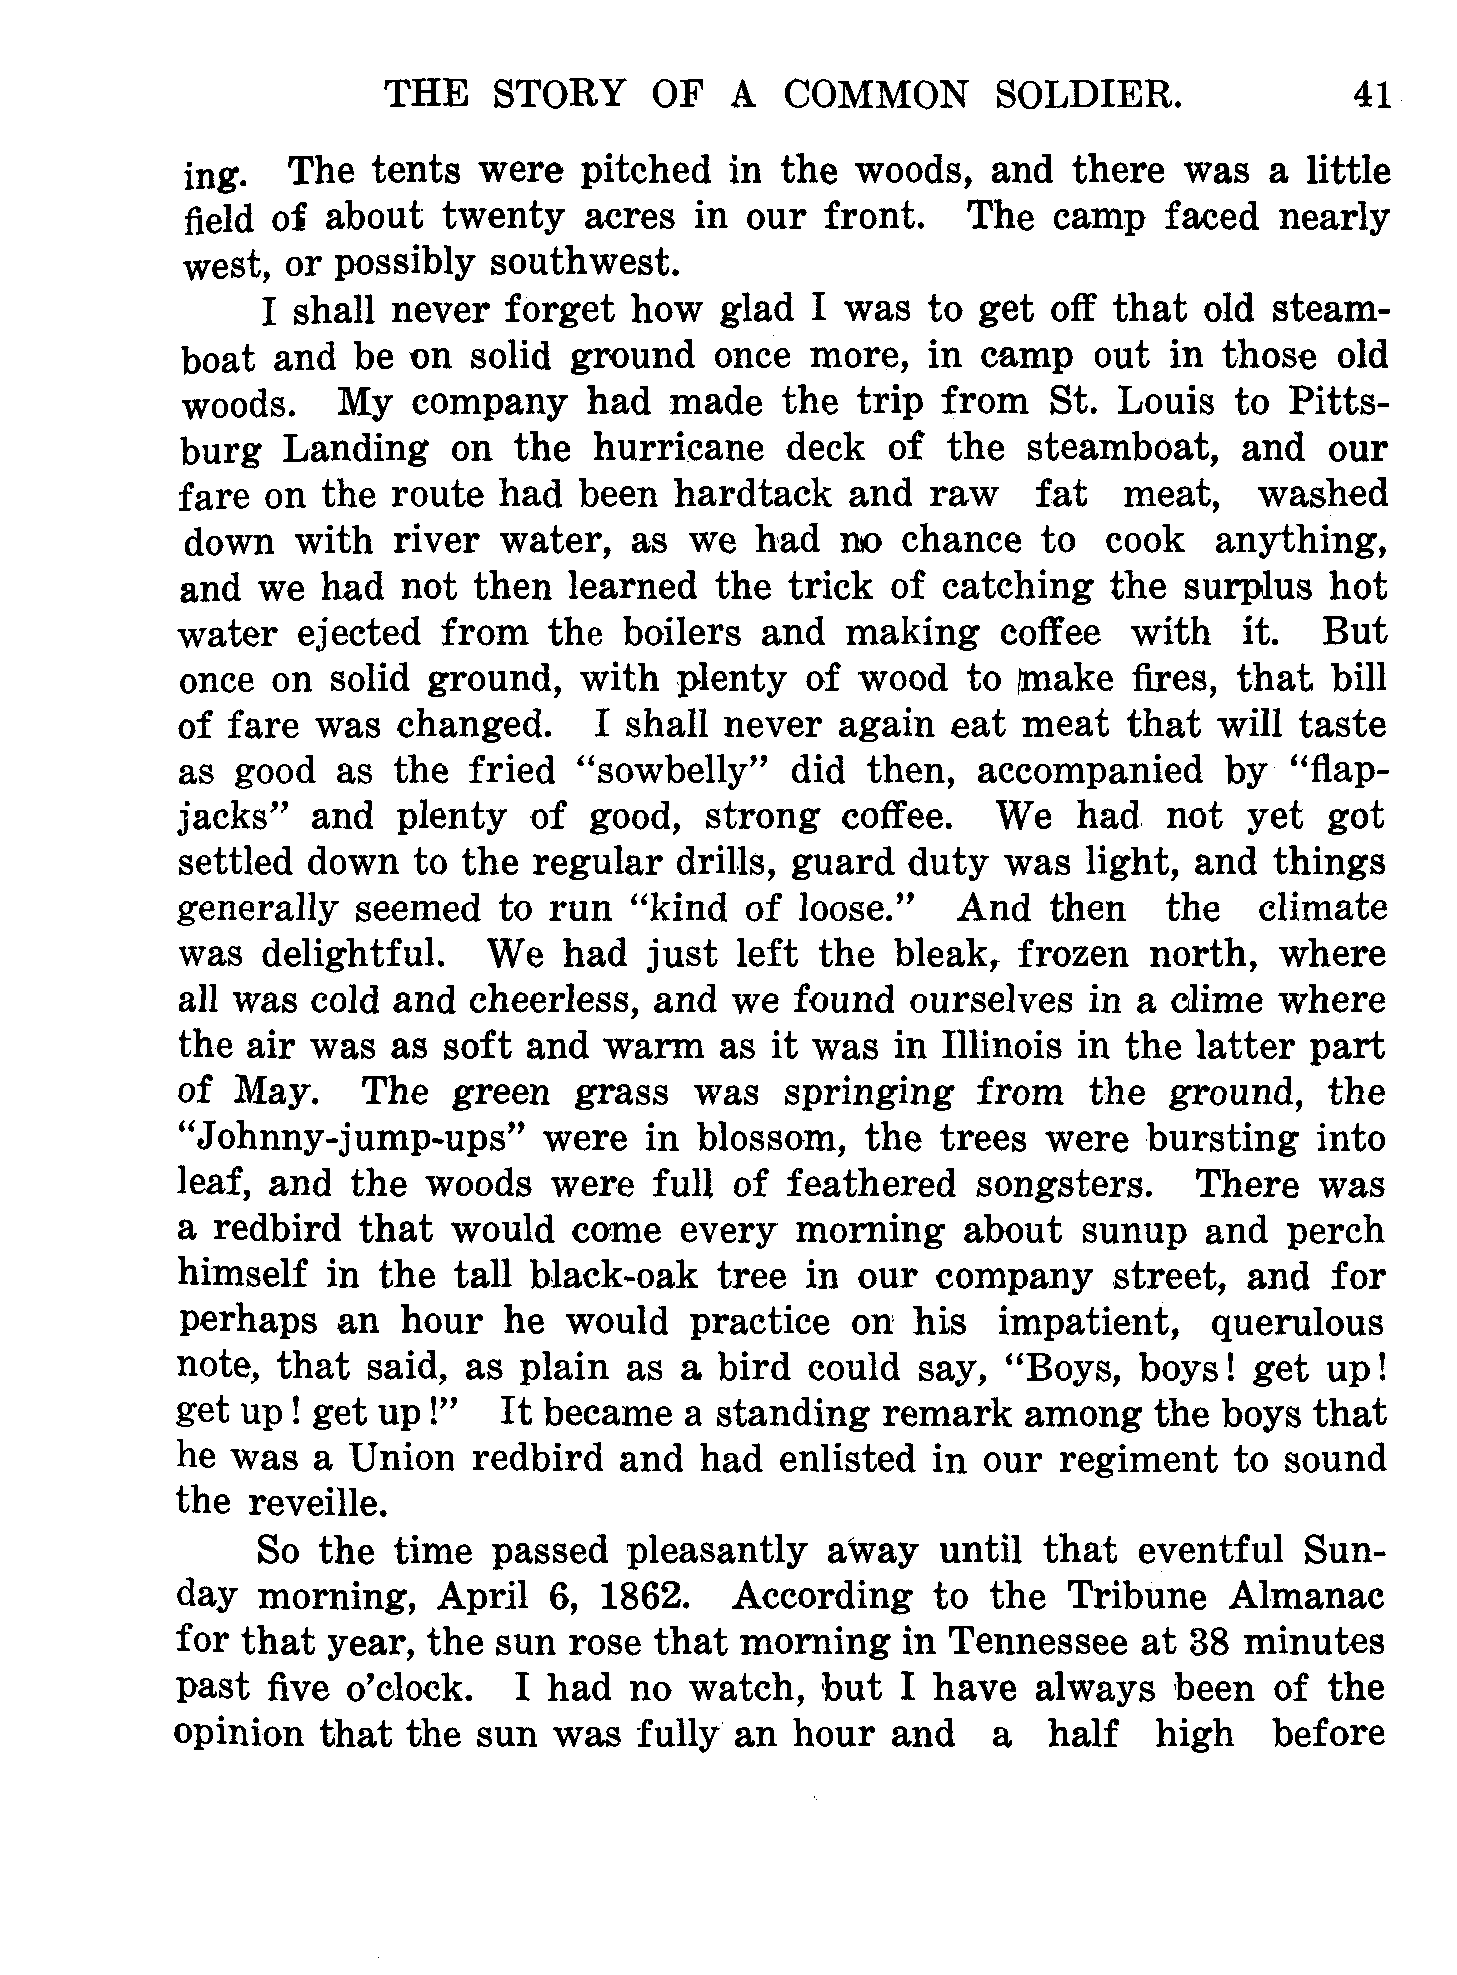 THE STORY OF A COMMON SOLDIER. 41
ing. The tents were pitched in the woods, and there was a little
field of about twenty acres in our front. The camp faced nearly
west, or possibly southwest.
I shall never forget how glad I was to get off that old steam-
boat and be on solid ground once more, in camp out in those old
woods. My company had made the trip from St. Louis to Pitts-
burg Landing on the hurricane deck of the steamboat, and our
fare on the route had been hardtack and raw fat meat, washed
down with river water, as we had no chance to cook anything,
and we had not then learned the trick of catching the surplus hot
water ejected from the boilers and making coffee with it. But
once on solid ground, with plenty of wood to make fires, that bill
of fare was changed. I shall never again eat meat that will taste
as good as the fried “sowbelly” did then, accompanied by “flap-
jacks” and plenty of good, strong coffee. We had not yet got
settled down to the regular drills, guard duty was light, and things
generally seemed to run “kind of loose.” And then the climate
was delightful. We had just left the bleak, frozen north, where
all was cold and cheerless, and we found ourselves in a clime where
the air was as soft and warm as it was in Illinois in the latter part
of May. The green grass was springing from the ground, the
“Johnny-jump-ups” were in blossom, the trees were bursting into
leaf, and the woods were full of feathered songsters. There was
a redbird that would come every morning about sunup and perch
himself in the tall black-oak tree in our company street, and for
perhaps an hour he would practice on his impatient, querulous
note, that said, as plain as a bird could say, “Boys, boys! get up!
get up! get up!” It became a standing remark among the boys that
he was a Union redbird and had enlisted in our regiment to sound
the reveille.
So the time passed pleasantly away until that eventful Sun-
day morning, April 6, 1862. According to the Tribune Almanac
for that year, the sun rose that morning in Tennessee at 38 minutes
past five o’clock. I had no watch, but I have always been of the
opinion that the sun was fully an hour and a half high before